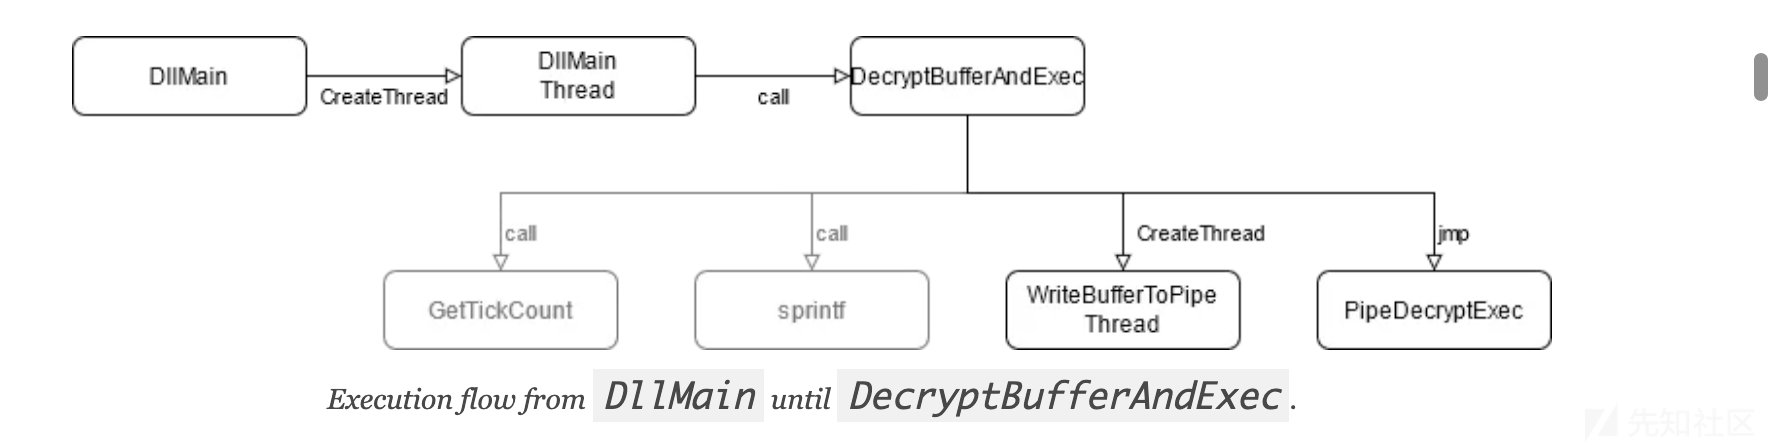 DllMain
CreateThread
DllMain
Thread
call
DecryptBufferAndExec
call
call
CreateThread
jmp
GetTickCount
sprintf
WriteBufferToPipe
Thread
PipeDecryptExec
Execution flow from DllMain until DecryptBufferAndExec.
先知社区